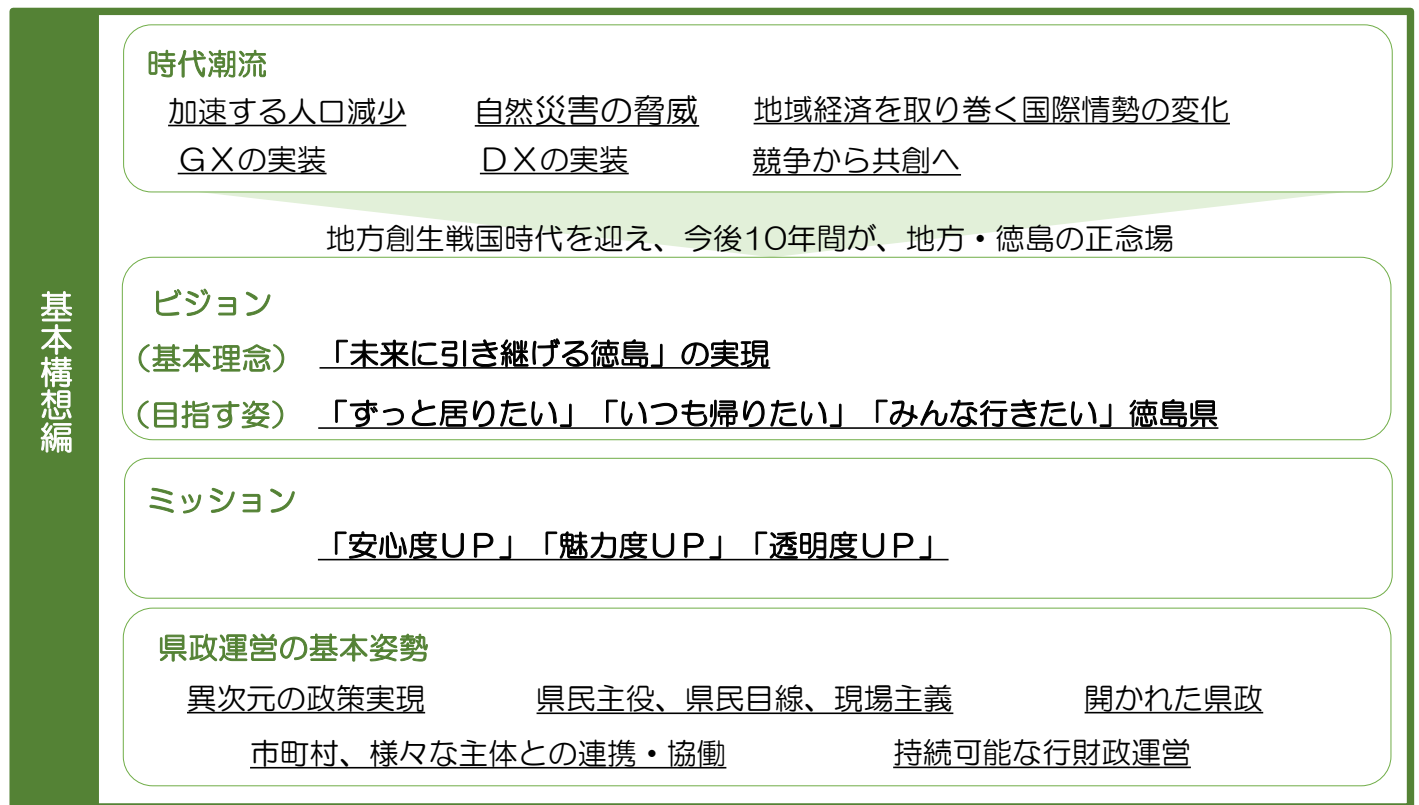 基本構想編
時代潮流
加速する人口減少 自然災害の脅威 地域経済を取り巻く国際情勢の変化
ＧＸの実装 ＤＸの実装 競争から共創へ
地方創生戦国時代を迎え、今後10年間が、地方・徳島の正念場
ビジョン
（基本理念） 「未来に引き継げる徳島」の実現
（目指す姿） 「ずっと居りたい」「いつも帰りたい」「みんな行きたい」徳島県
ミッション
「安心度ＵＰ」「魅力度ＵＰ」「透明度ＵＰ」
県政運営の基本姿勢
異次元の政策実現 県民主役、県民目線、現場主義 開かれた県政
市町村、様々な主体との連携・協働 持続可能な行財政運営